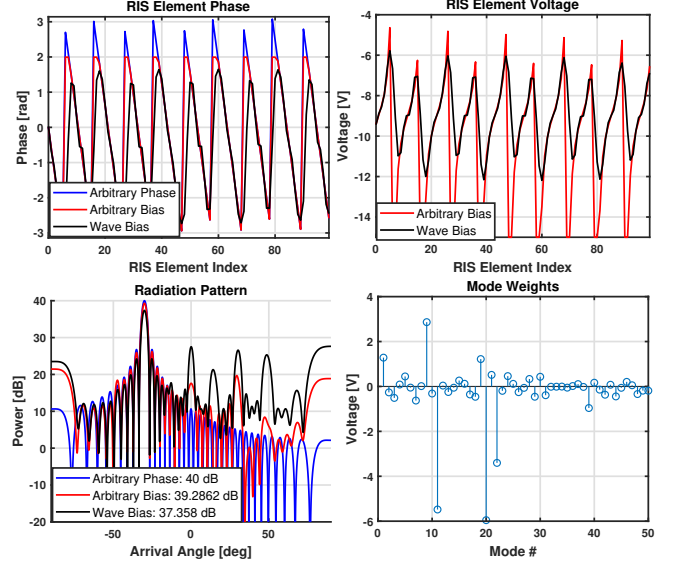 RIS Element Phase
3
2
1
0
-1
-2
-3
Phase [rad]
Arbitrary Phase
Arbitrary Bias
Wave Bias
0 20 40 60 80
RIS Element Index
RIS Element Voltage
-4
-6
-8
-10
-12
-14
Voltage [V]
Arbitrary Bias
Wave Bias
0 20 40 60 80
RIS Element Index
Radiation Pattern
40
30
20
10
0
-10
-20
Power [dB]
Arbitrary Phase: 40 dB
Arbitrary Bias: 39.2862 dB
Wave Bias: 37.358 dB
-50 0 50
Arrival Angle [deg]
Mode Weights
4
2
0
-2
-4
-6
Voltage [V]
0 10 20 30 40 50
Mode #